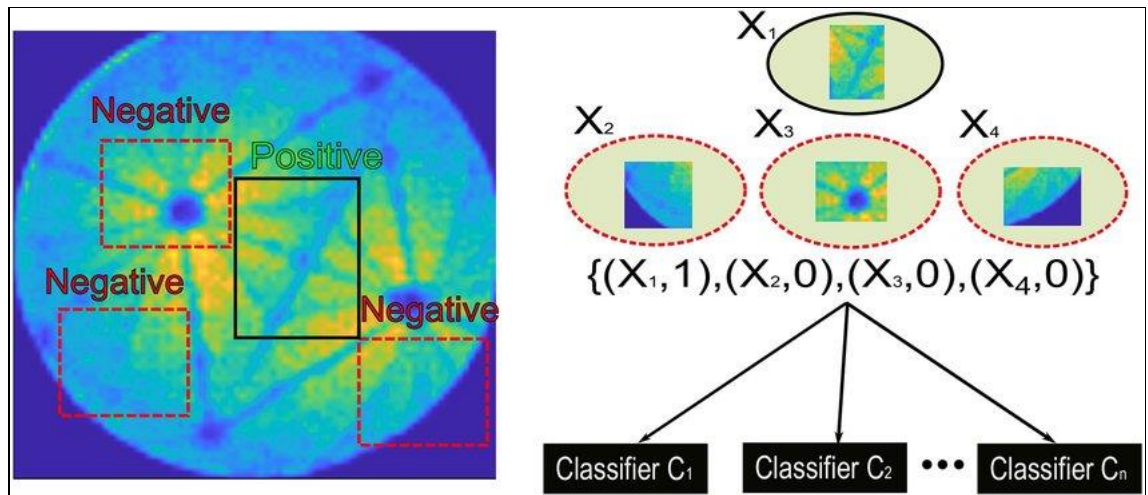 Negative
Positive
Negative
Negative
X₁
X₂ X₃ X₄
{(X₁,1),(X₂,0),(X₃,0),(X₄,0)}
Classifier C₁ Classifier C₂ ••• Classifier Cₙ